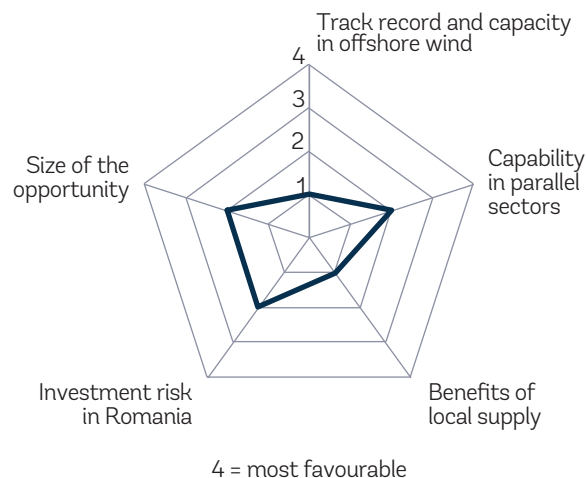 Track record and capacity
in offshore wind
4
3
2
1
Size of the
opportunity
Capability
in parallel
sectors
Investment risk
in Romania
Benefits of
local supply
4 = most favourable